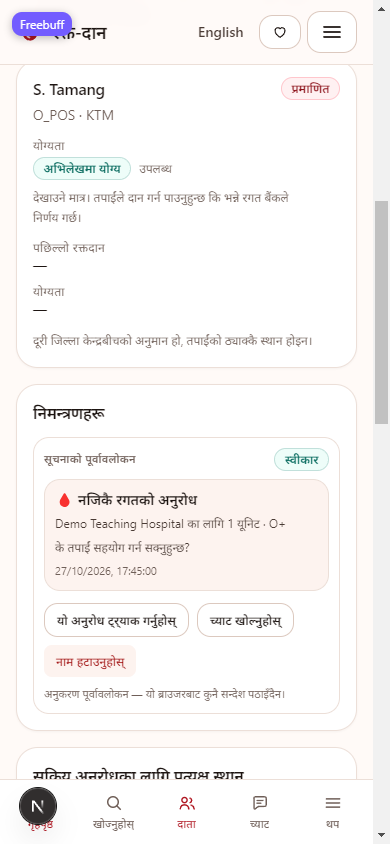 Freebuff
-दान
English
S. Tamang
प्रमाणित
O_POS · KTM
योग्यता
अभिलेखमा योग्य
उपलब्ध
देखाउने मात्र। तपाईंले दान गर्न पाउनुहुन्छ कि भन्ने रगत बैंकले
निर्णय गर्छ।
पछिल्लो रक्तदान
—
योग्यता
—
दूरी जिल्ला केन्द्रबीचको अनुमान हो, तपाईंको ठ्याक्कै स्थान होइन।
निमन्त्रणहरू
सूचनाको पूर्वावलोकन
स्वीकार
नजिकै रगतको अनुरोध
Demo Teaching Hospital का लागि 1 यूनिट · O+
के तपाईं सहयोग गर्न सक्नुहुन्छ?
27/10/2026, 17:45:00
यो अनुरोध ट्र्याक गर्नुहोस्
च्याट खोल्नुहोस्
नाम हटाउनुहोस्
अनुकरण पूर्वावलोकन — यो ब्राउजरबाट कुनै सन्देश पठाइँदैन।
सक्रिय अनुरोधका लागि प्रत्यक्ष स्थान
N
गृहपृष्ठ
खोज्नुहोस्
दाता
च्याट
थप